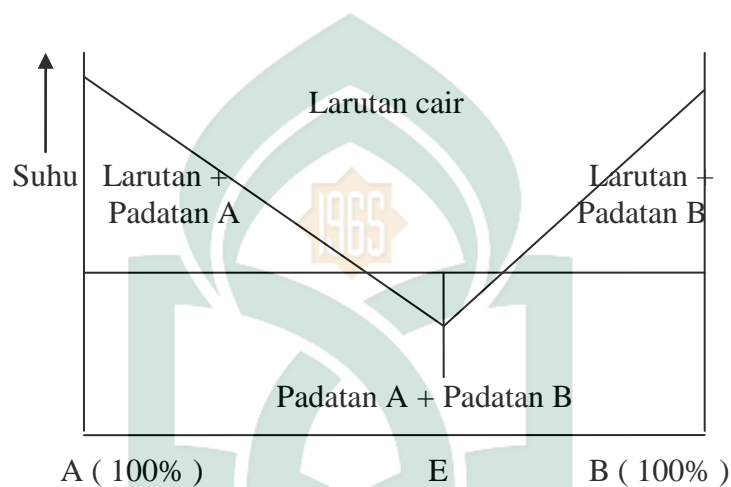 Larutan cair
Suhu
Larutan +
Padatan A
Larutan +
Padatan B
1965
Padatan A + Padatan B
A ( 100% )
E
B ( 100% )